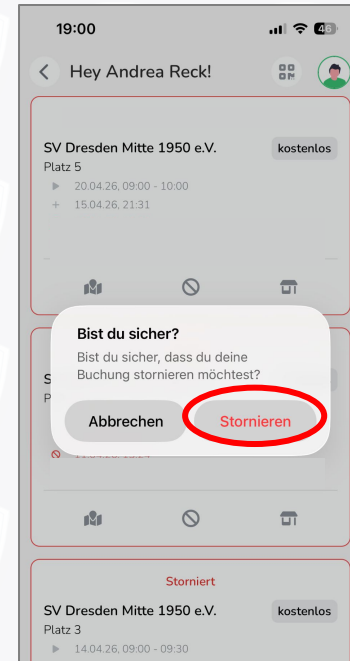 19:00
46
Hey Andrea Reck!
SV Dresden Mitte 1950 e.V.
kostenlos
Platz 5
20.04.26, 09:00 - 10:00
15.04.26, 21:31
Bist du sicher?
Bist du sicher, dass du deine
Buchung stornieren möchtest?
S
P
Abbrechen
Stornieren
Storniert
SV Dresden Mitte 1950 e.V.
kostenlos
Platz 3
14.04.26, 09:00 - 09:30